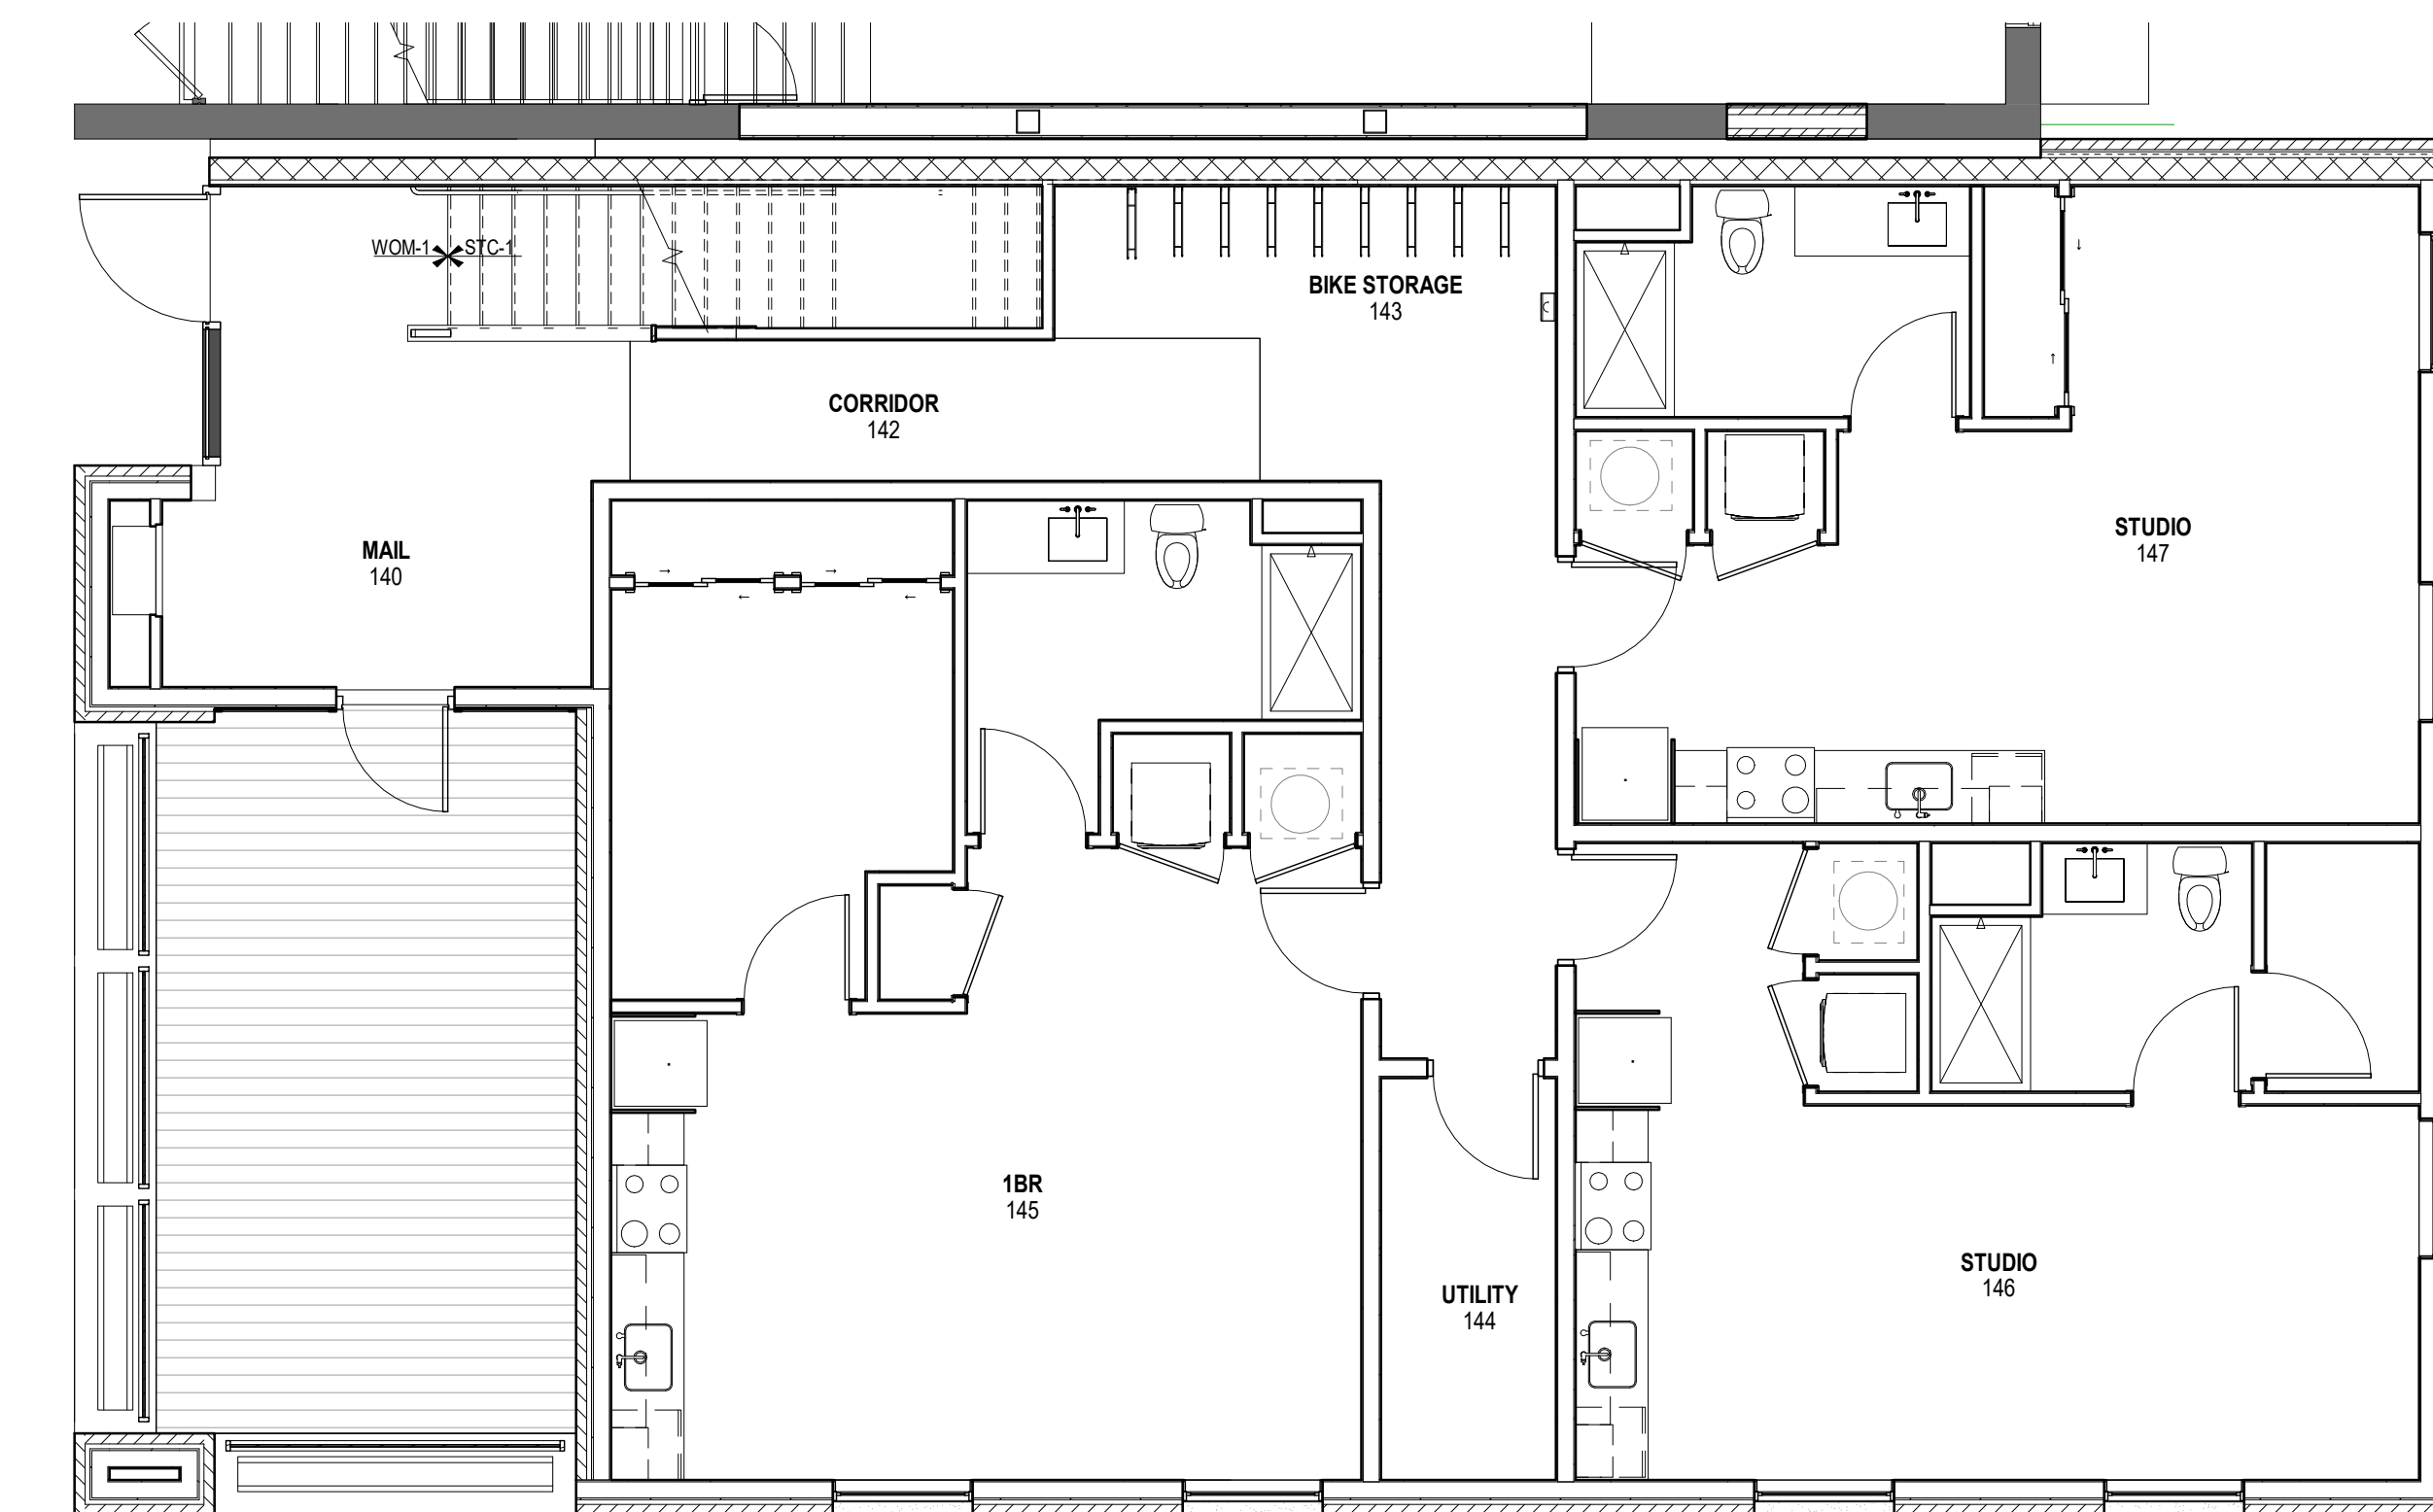 WOM-1
STC-1
BIKE STORAGE
143
CORRIDOR
142
MAIL
140
STUDIO
147
1BR
145
UTILITY
144
STUDIO
146